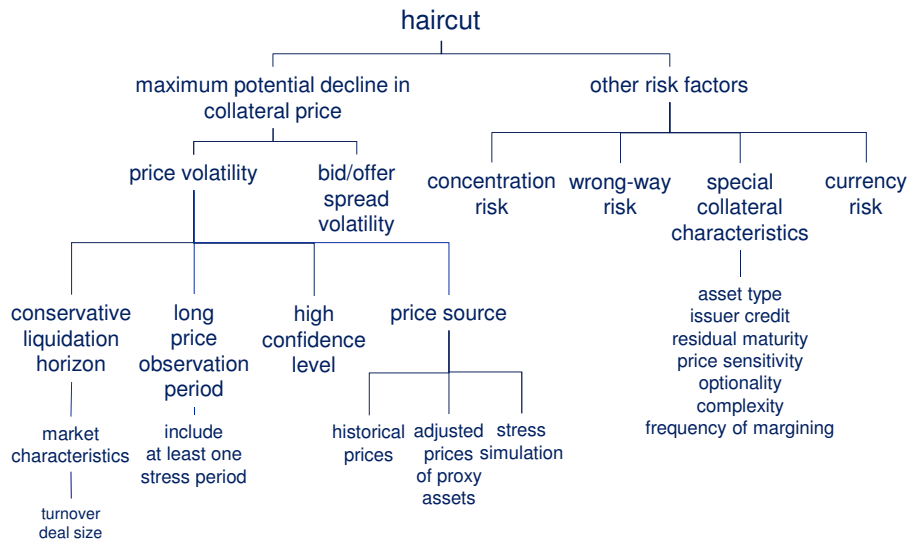 haircut
maximum potential decline in
collateral price
other risk factors
price volatility
bid/offer
spread
volatility
concentration
risk
wrong-way
risk
special
collateral
characteristics
currency
risk
conservative
liquidation
horizon
long
price
observation
period
high
confidence
level
price source
asset type
issuer credit
residual maturity
price sensitivity
optionality
complexity
frequency of margining
market
characteristics
include
at least one
stress period
historical
prices
adjusted
prices
of proxy
assets
stress
simulation
turnover
deal size